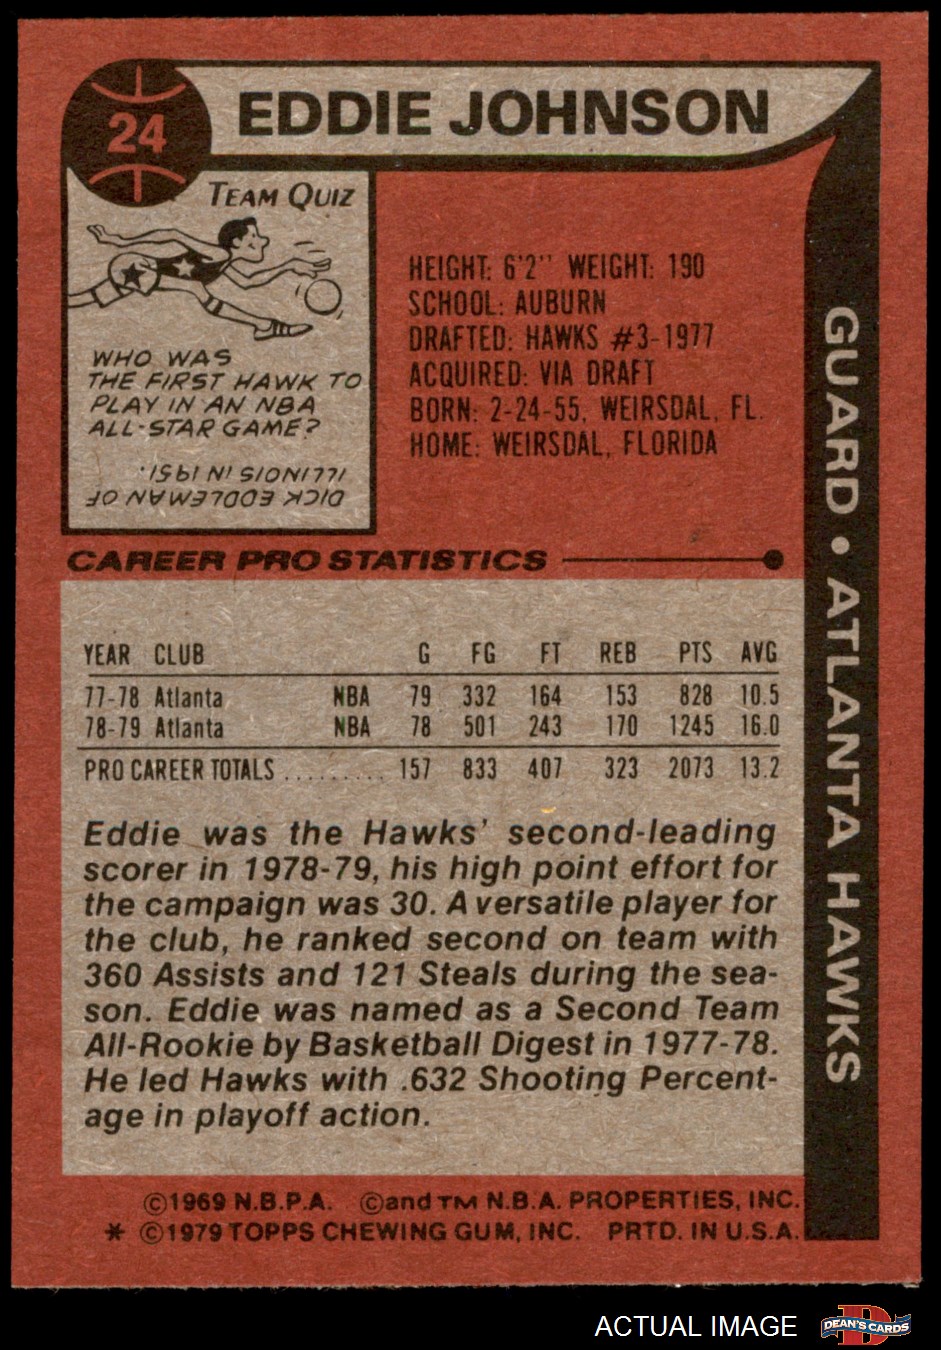 24
EDDIE JOHNSON
TEAM QUIZ
WHO WAS
THE FIRST HAWK TO
PLAY IN AN NBA
ALL-STAR GAME?
DICK EDDLEMAN OF
ILLINOIS IN 1951.
HEIGHT: 6'2" WEIGHT: 190
SCHOOL: AUBURN
DRAFTED: HAWKS #3-1977
ACQUIRED: VIA DRAFT
BORN: 2-24-55, WEIRSDAL, FL.
HOME: WEIRSDAL, FLORIDA
GUARD • ATLANTA HAWKS
CAREER PRO STATISTICS
YEAR CLUB G FG FT REB PTS AVG
77-78 Atlanta NBA 79 332 164 153 828 10.5
78-79 Atlanta NBA 78 501 243 170 1245 16.0
PRO CAREER TOTALS ......... 157 833 407 323 2073 13.2
Eddie was the Hawks' second-leading
scorer in 1978-79, his high point effort for
the campaign was 30. A versatile player for
the club, he ranked second on team with
360 Assists and 121 Steals during the sea-
son. Eddie was named as a Second Team
All-Rookie by Basketball Digest in 1977-78.
He led Hawks with .632 Shooting Percent-
age in playoff action.
©1969 N.B.P.A. ©and TM N.B.A. PROPERTIES, INC.
* ©1979 TOPPS CHEWING GUM, INC. PRTD. IN U.S.A.
ACTUAL IMAGE
D
DEAN'S CARDS